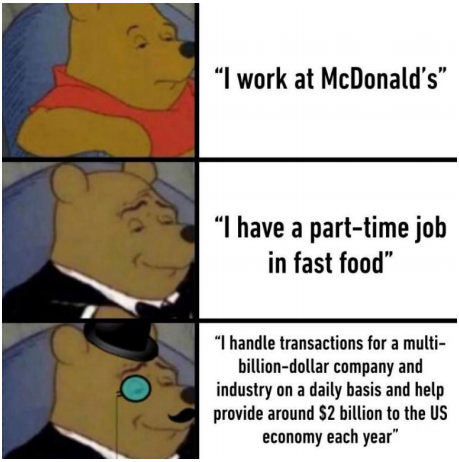 “I work at McDonald’s”
“I have a part-time job
in fast food”
“I handle transactions for a multi-
billion-dollar company and
industry on a daily basis and help
provide around $2 billion to the US
economy each year”